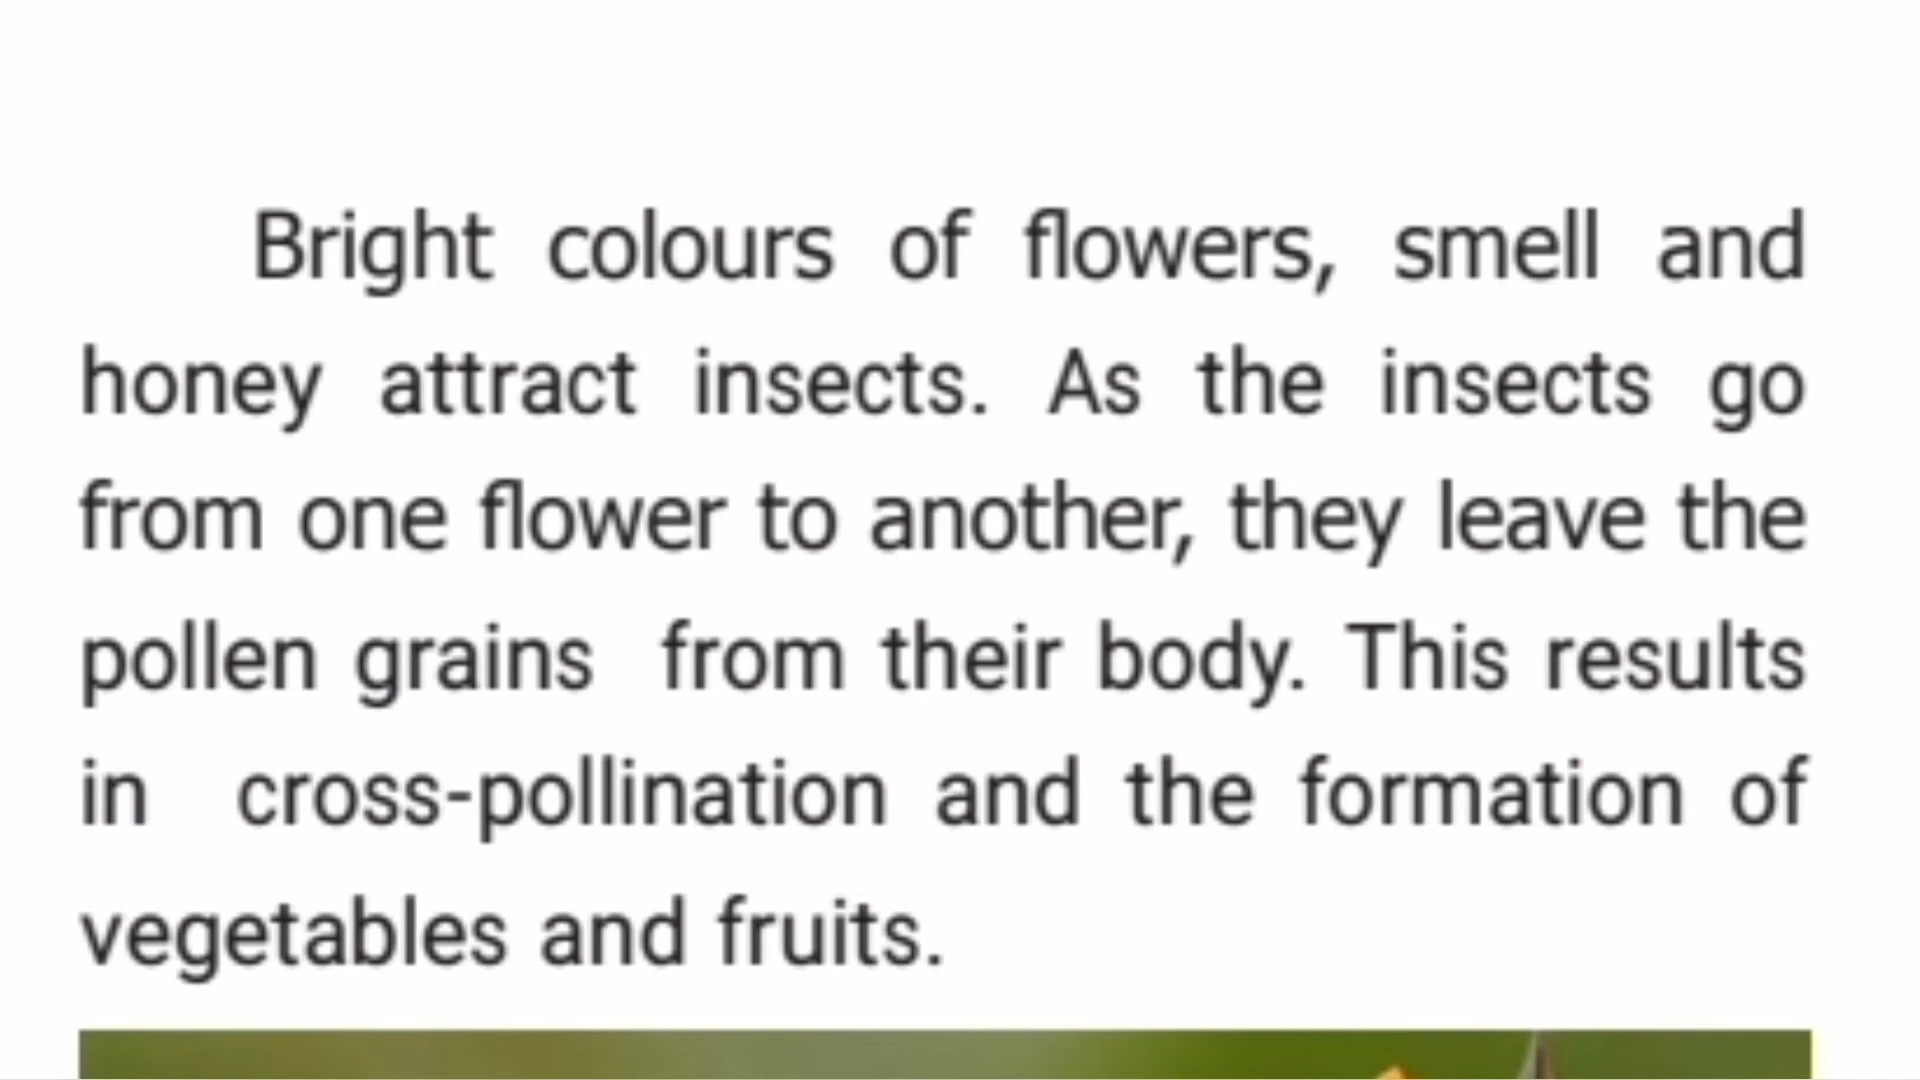 Bright colours of flowers, smell and
honey attract insects. As the insects go
from one flower to another, they leave the
pollen grains from their body. This results
in cross-pollination and the formation of
vegetables and fruits.